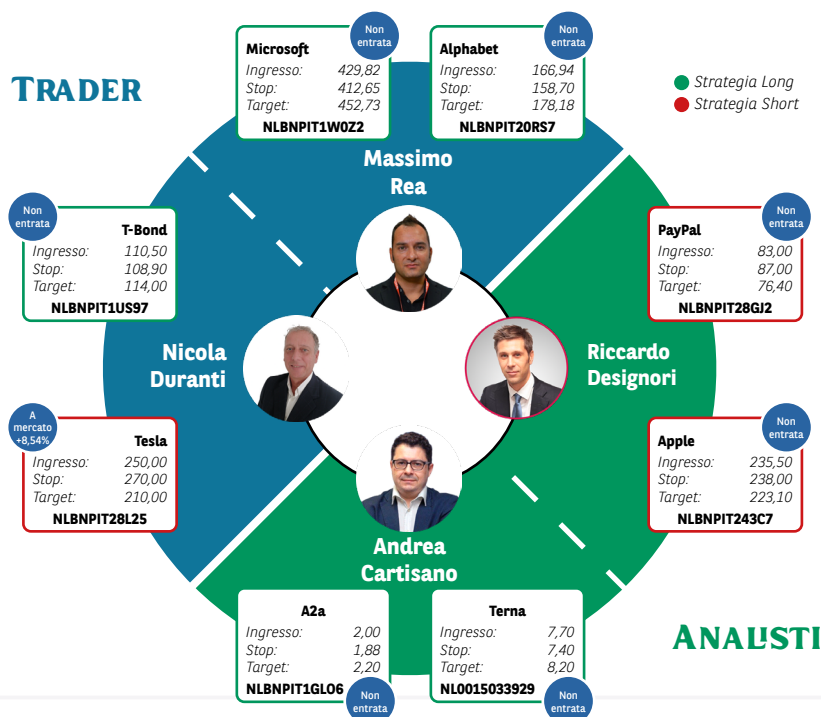 TRADER
Non
entrata
Microsoft
Ingresso: 429,82
Stop: 412,65
Target: 452,73
NLBNPIT1W0Z2
Non
entrata
Alphabet
Ingresso: 166,94
Stop: 158,70
Target: 178,18
NLBNPIT20RS7
Strategia Long
Strategia Short
Massimo
Rea
Non
entrata
T-Bond
Ingresso: 110,50
Stop: 108,90
Target: 114,00
NLBNPIT1US97
Non
entrata
PayPal
Ingresso: 83,00
Stop: 87,00
Target: 76,40
NLBNPIT28GJ2
Nicola
Duranti
Riccardo
Designori
A
mercato
+8,54%
Tesla
Ingresso: 250,00
Stop: 270,00
Target: 210,00
NLBNPIT28L25
Non
entrata
Apple
Ingresso: 235,50
Stop: 238,00
Target: 223,10
NLBNPIT243C7
Andrea
Cartisano
A2a
Ingresso: 2,00
Stop: 1,88
Target: 2,20
NLBNPIT1GLO6
Non
entrata
Terna
Ingresso: 7,70
Stop: 7,40
Target: 8,20
NL0015033929
Non
entrata
ANALISTI